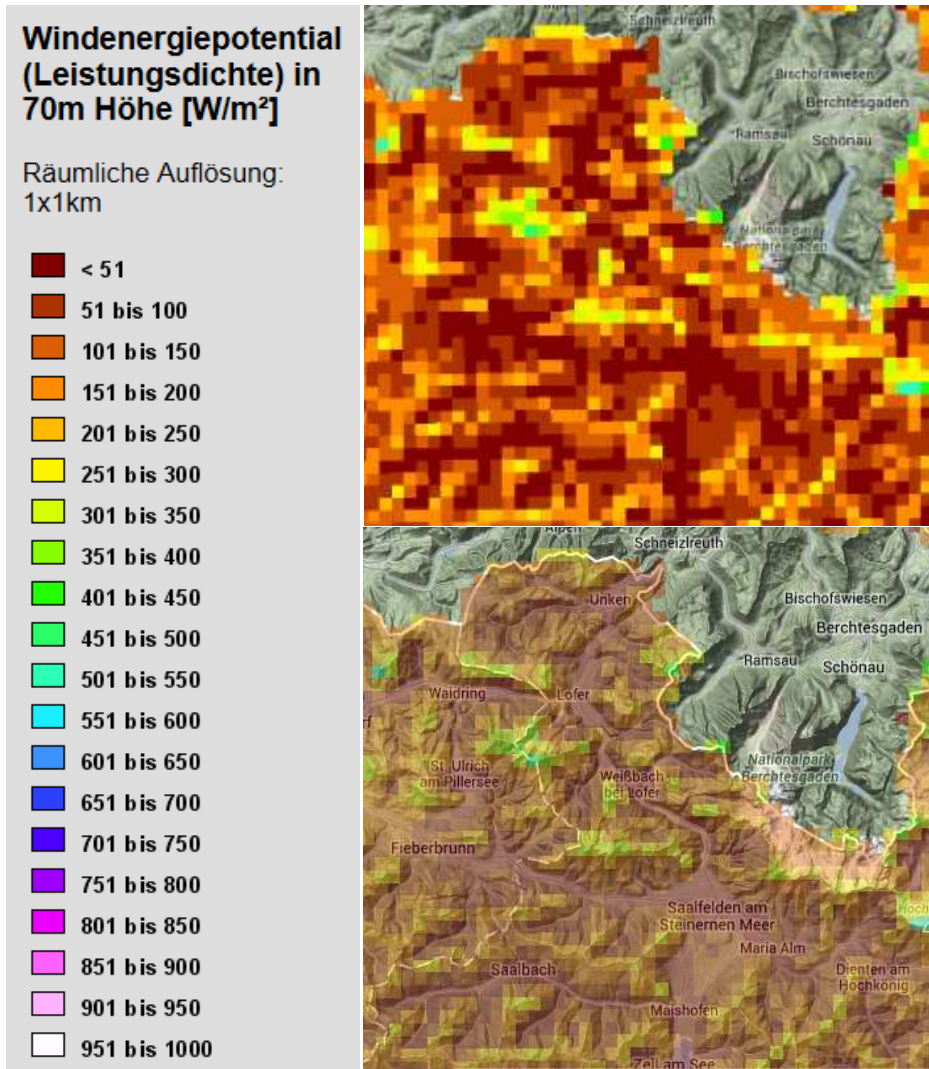 Windenergiepotential
(Leistungsdichte) in
70m Höhe [W/m²]
Räumliche Auflösung:
1x1km
< 51
51 bis 100
101 bis 150
151 bis 200
201 bis 250
251 bis 300
301 bis 350
351 bis 400
401 bis 450
451 bis 500
501 bis 550
551 bis 600
601 bis 650
651 bis 700
701 bis 750
751 bis 800
801 bis 850
851 bis 900
901 bis 950
951 bis 1000
Schneizlreuth
Bischofswiesen
Berchtesgaden
Ramsau
Schönau
Nationalpark
Berchtesgaden
Alpen
Schneizlreuth
Unken
Bischofswiesen
Berchtesgaden
Ramsau
Schönau
Waidring
Lofer
Nationalpark
Berchtesgaden
St. Ulrich
am Pillersee
Weißbach
bei Lofer
Fieberbrunn
Saalfelden am
Steinernen Meer
Hoch
Maria Alm
Saalbach
Dienten am
Hochkönig
Maishofen
Zell am See